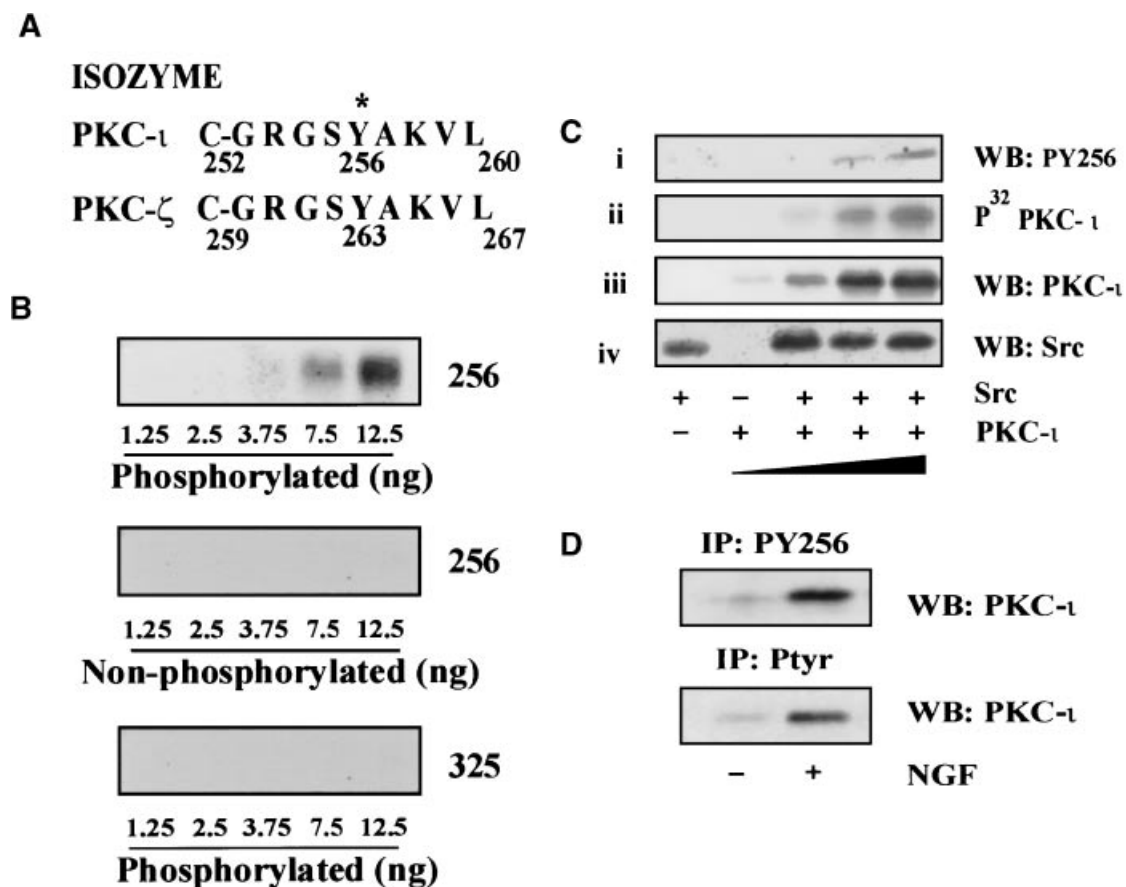 A
ISOZYME
*
PKC-ι C-G R G S Y A K V L
252 256 260
PKC-ζ C-G R G S Y A K V L
259 263 267
B
256
1.25 2.5 3.75 7.5 12.5
Phosphorylated (ng)
256
1.25 2.5 3.75 7.5 12.5
Non-phosphorylated (ng)
325
1.25 2.5 3.75 7.5 12.5
Phosphorylated (ng)
C
i WB: PY256
ii P32 PKC- ι
iii WB: PKC-ι
iv WB: Src
+ − + + + Src
− + + + + PKC-ι
D
IP: PY256
WB: PKC-ι
IP: Ptyr
WB: PKC-ι
− + NGF